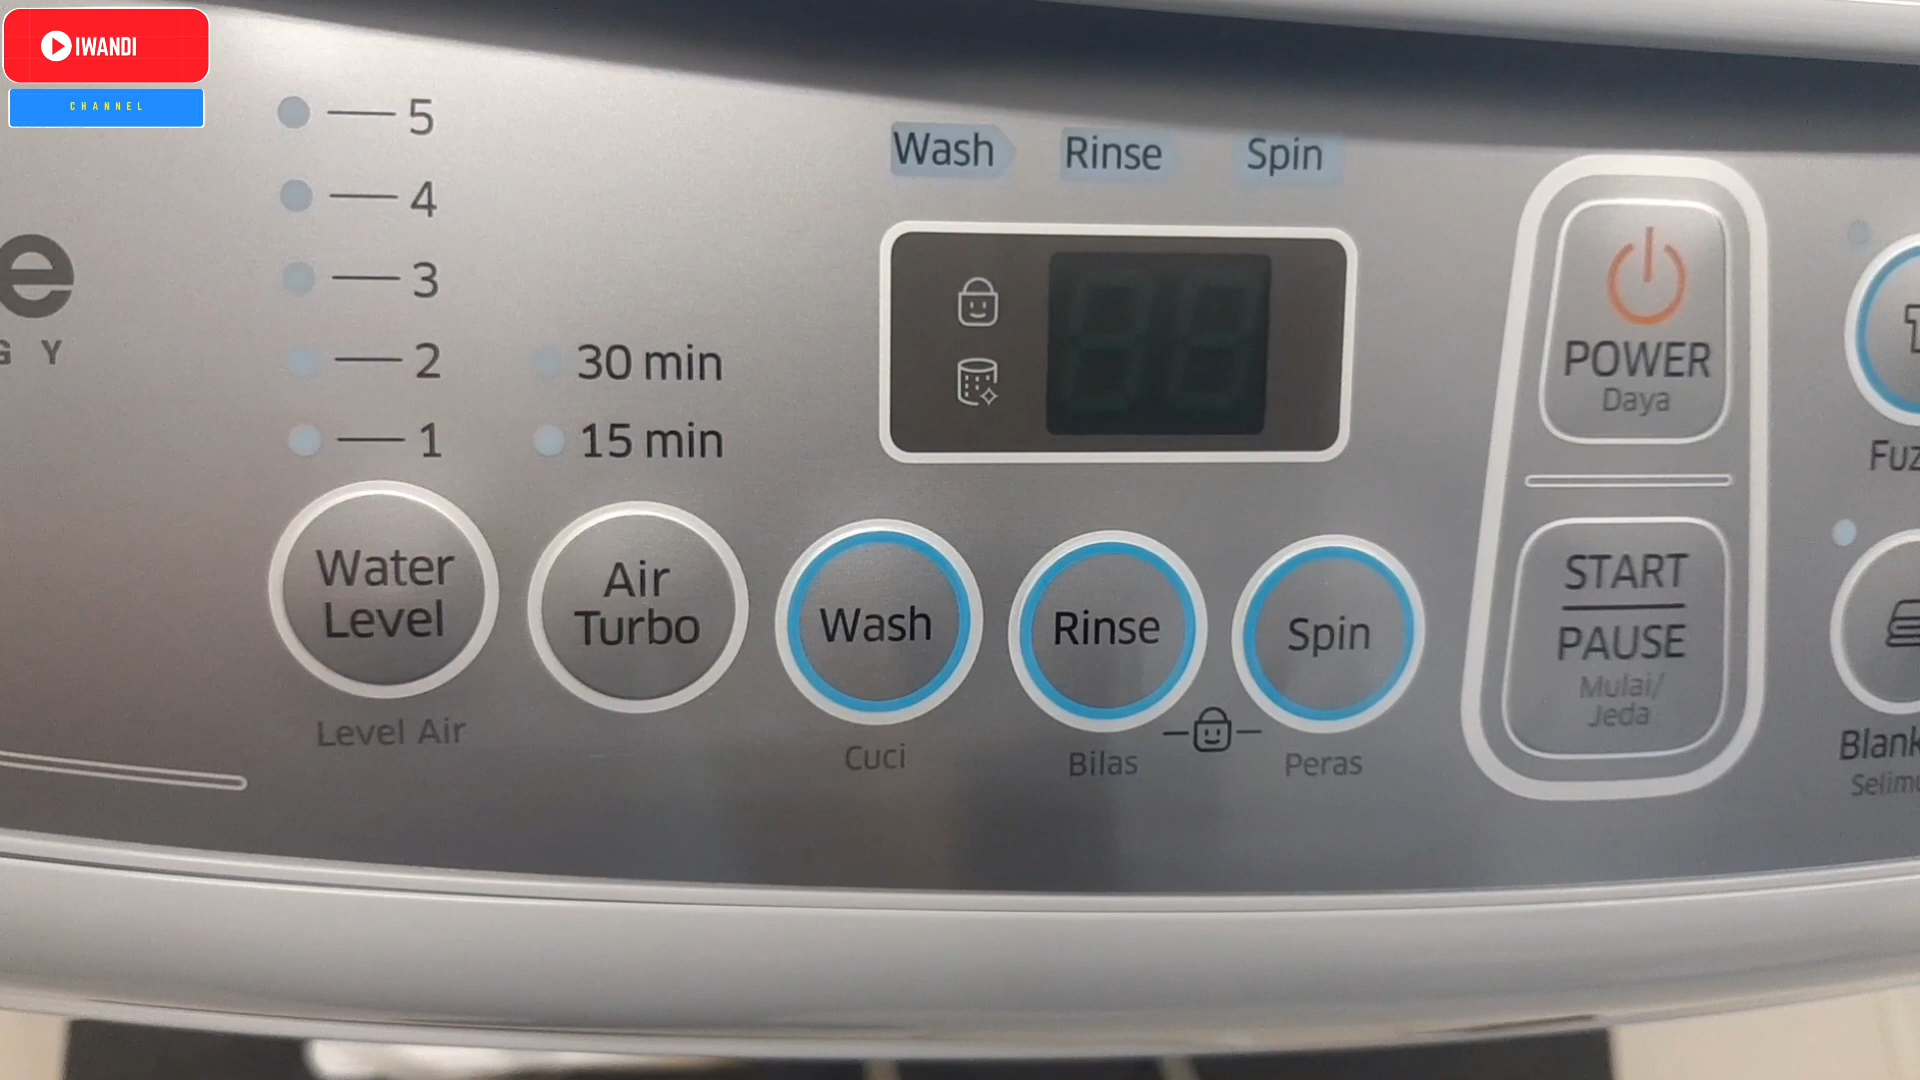 IWANDI
CHANNEL
5
4
3
2
1
30 min
15 min
Wash
Rinse
Spin
e
G Y
Water
Level
Level Air
Air
Turbo
Wash
Cuci
Rinse
Bilas
Spin
Peras
POWER
Daya
START
PAUSE
Mulai/
Jeda
Fuz
Blank
Selimu